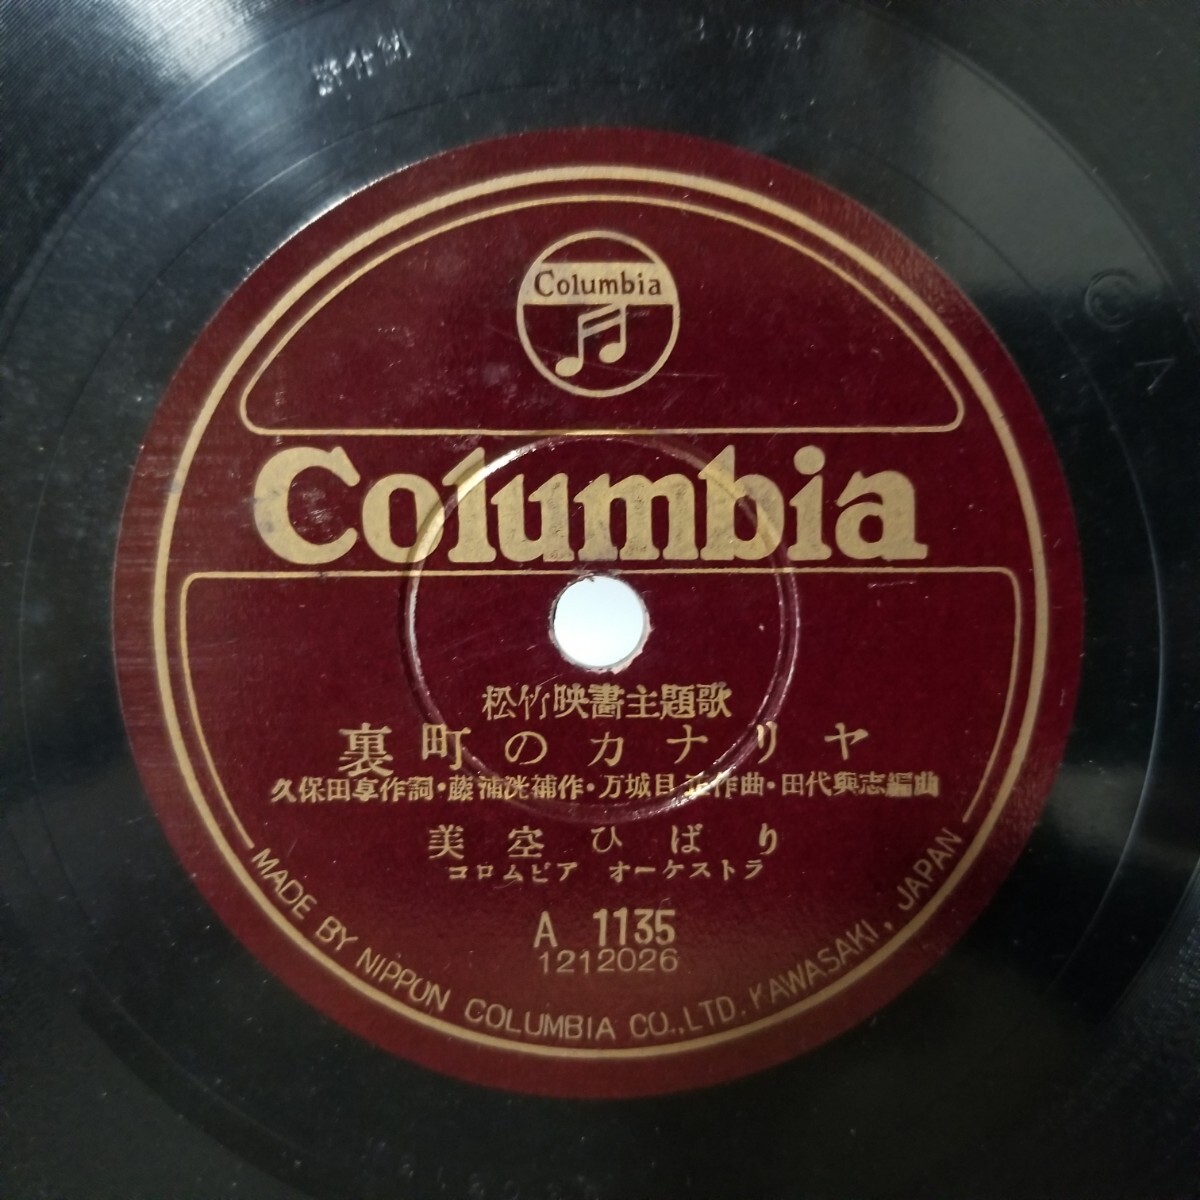 Columbia
Columbia
松竹映畵主題歌
裏町のカナリヤ
久保田享作詞・藤浦洸補作・万城目正作曲・田代與志編曲
美空ひばり
コロムビア オーケストラ
A 1135
1212026
MADE BY NIPPON COLUMBIA CO.,LTD. KAWASAKI, JAPAN